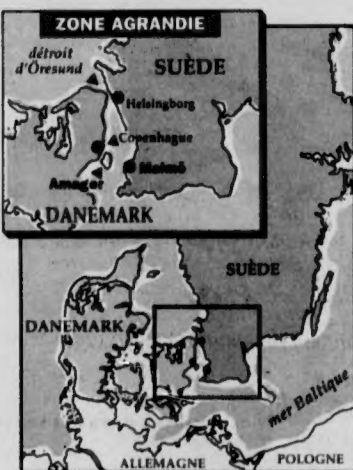 ZONE AGRANDIE
détroit
d'Öresund
SUÈDE
Helsingborg
Copenhague
Malmö
Amager
DANEMARK
SUÈDE
DANEMARK
mer Baltique
ALLEMAGNE
POLOGNE